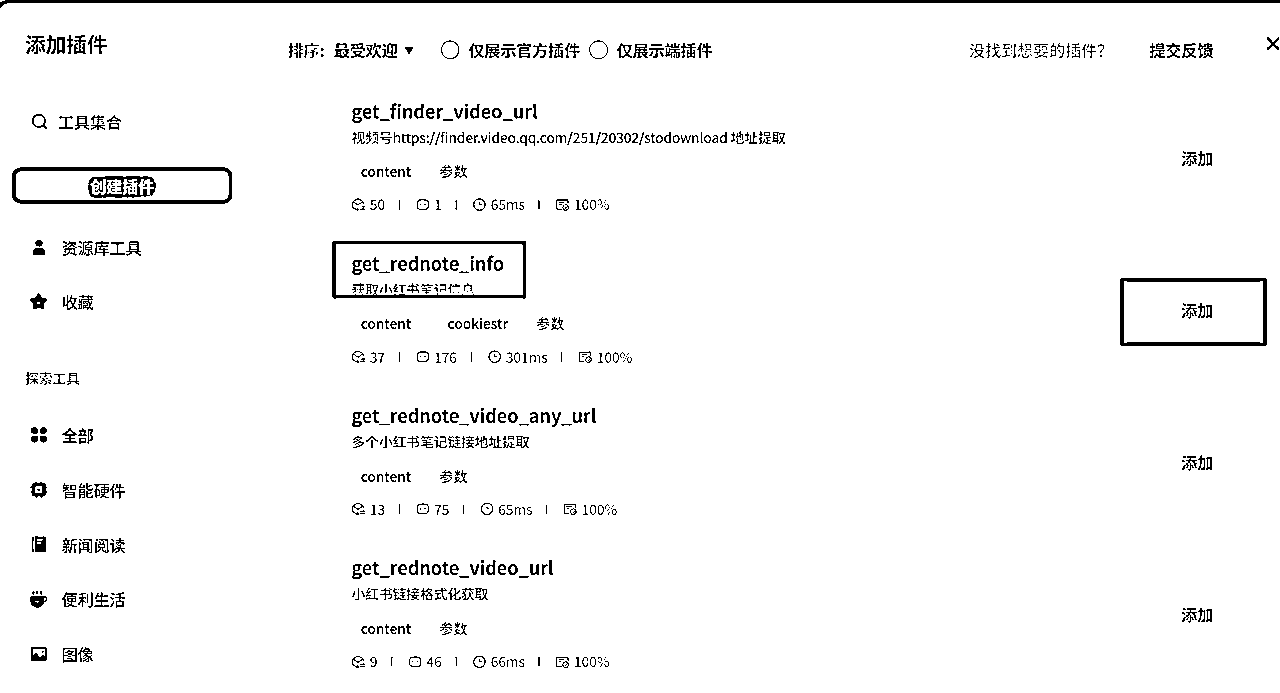 添加插件
排序: 最受欢迎 仅展示官方插件 仅展示端插件 没找到想要的插件? 提交反馈
工具集合
创建插件
资源库工具
收藏
探索工具
全部
智能硬件
新闻阅读
便利生活
图像
get_finder_video_url
视频号https://finder.video.qq.com/251/20302/stodownload 地址提取
content 参数
50 | 1 | 65ms | 100%
添加
get_rednote_info
获取小红书笔记信息
content cookiestr 参数
37 | 176 | 301ms | 100%
添加
get_rednote_video_any_url
多个小红书笔记链接地址提取
content 参数
13 | 75 | 65ms | 100%
添加
get_rednote_video_url
小红书链接格式化获取
content 参数
9 | 46 | 66ms | 100%
添加